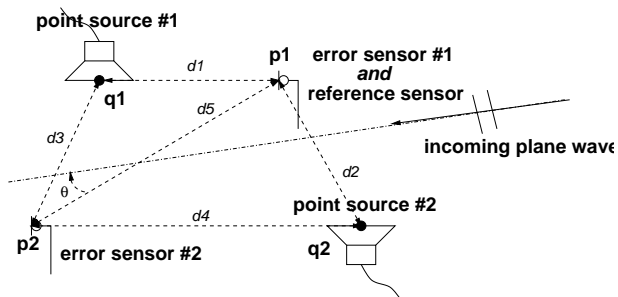 point source #1
p1
error sensor #1
and
reference sensor
d1
q1
d5
d3
incoming plane wave
d2
θ
point source #2
d4
p2
error sensor #2
q2